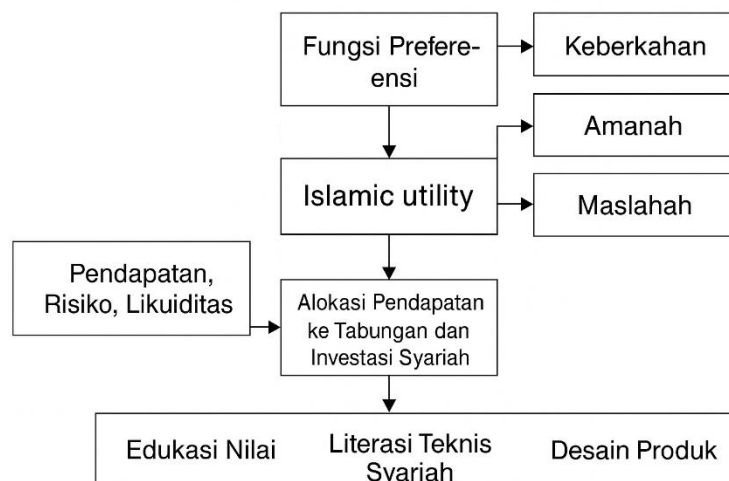 Fungsi Prefere-
ensi
Keberkahan
Amanah
Islamic utility
Maslahah
Pendapatan,
Risiko, Likuiditas
Alokasi Pendapatan
ke Tabungan dan
Investasi Syariah
Edukasi Nilai
Literasi Teknis
Syariah
Desain Produk